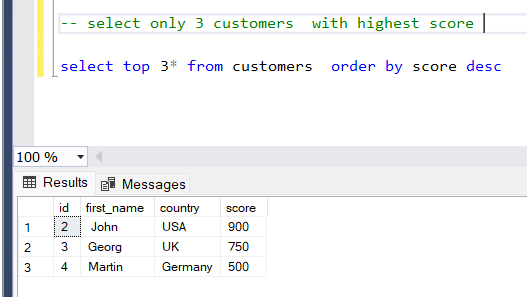 -- select only 3 customers  with highest score
select top 3* from customers  order by score desc
100 %
Results Messages
id first_name country score
1 2 John USA 900
2 3 Georg UK 750
3 4 Martin Germany 500